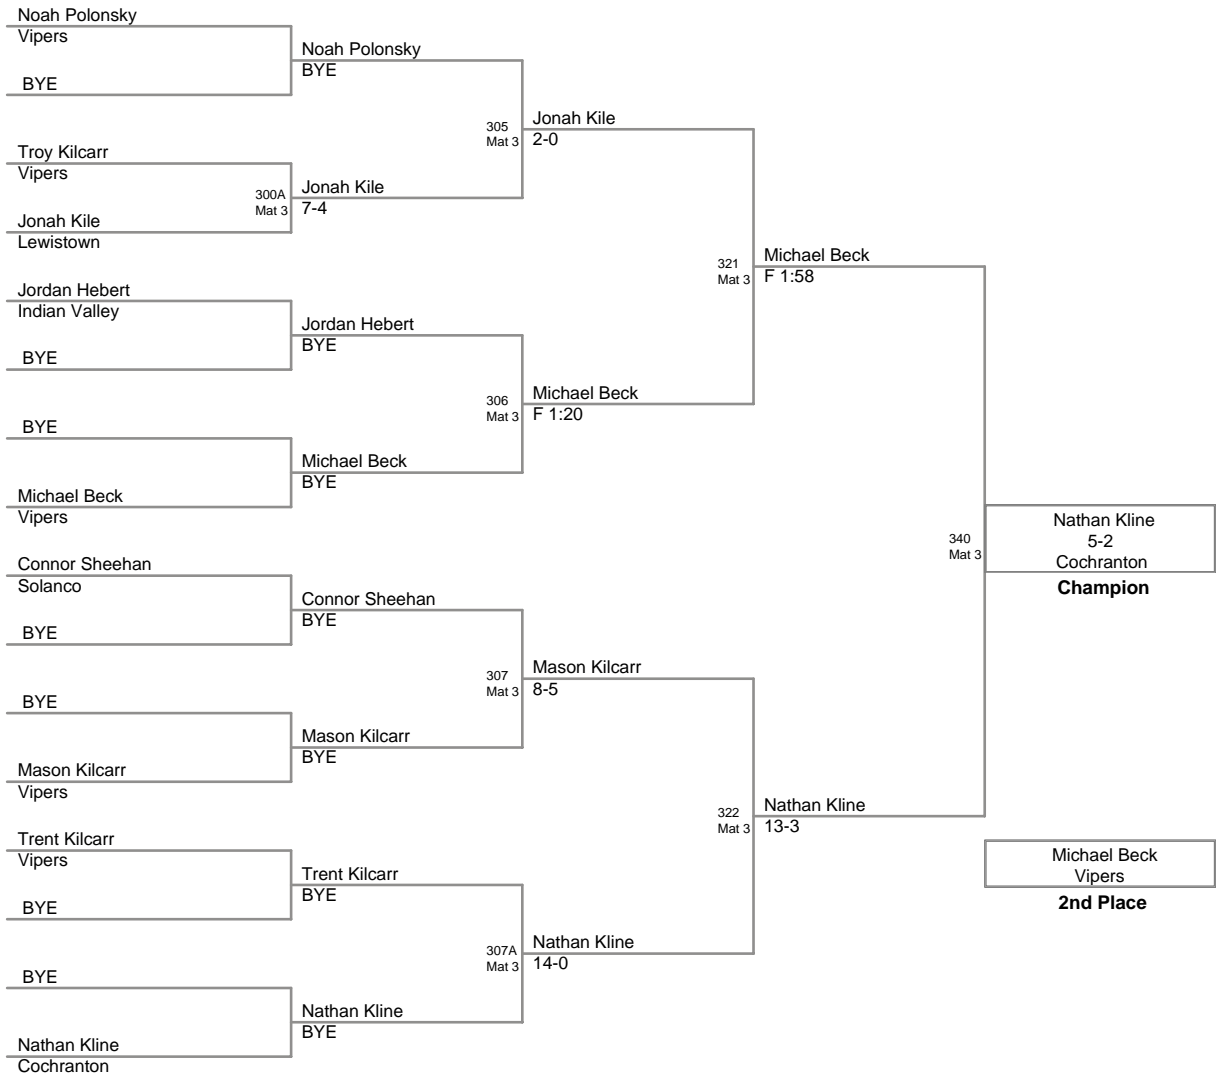 Noah Polonsky
Vipers
BYE
Troy Kilcarr
Vipers
Jonah Kile
Lewistown
Jordan Hebert
Indian Valley
BYE
BYE
Michael Beck
Vipers
Connor Sheehan
Solanco
BYE
BYE
Mason Kilcarr
Vipers
Trent Kilcarr
Vipers
BYE
BYE
Nathan Kline
Cochranton
Noah Polonsky
BYE
300A
Mat 3
Jonah Kile
7-4
Jordan Hebert
BYE
Michael Beck
BYE
Connor Sheehan
BYE
Mason Kilcarr
BYE
Trent Kilcarr
BYE
Nathan Kline
BYE
305
Mat 3
Jonah Kile
2-0
306
Mat 3
Michael Beck
F 1:20
307
Mat 3
Mason Kilcarr
8-5
307A
Mat 3
Nathan Kline
14-0
321
Mat 3
Michael Beck
F 1:58
322
Mat 3
Nathan Kline
13-3
340
Mat 3
Nathan Kline
5-2
Cochranton
Champion
Michael Beck
Vipers
2nd Place